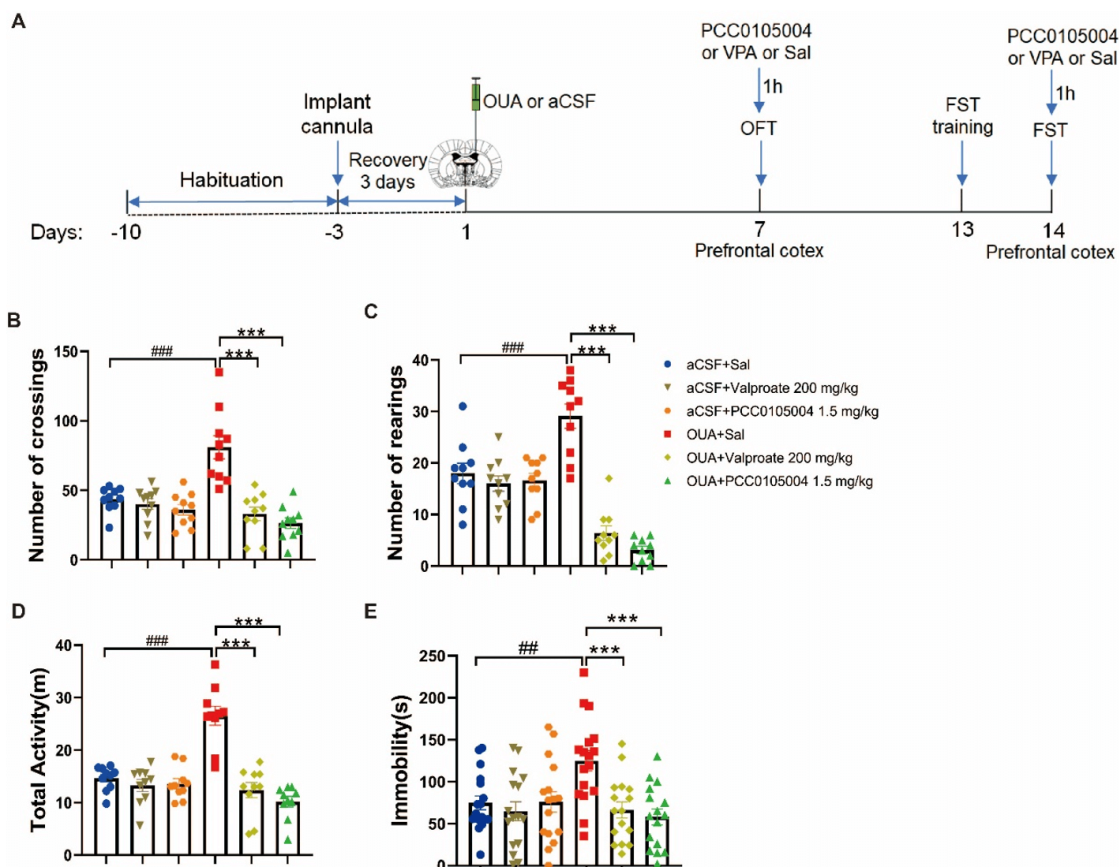 A
PCC0105004
or VPA or Sal
PCC0105004
or VPA or Sal
Implant
cannula
OUA or aCSF
1h
1h
Recovery
3 days
OFT
FST
training
FST
Habituation
Days:
-10
-3
1
7
13
14
Prefrontal cotex
Prefrontal cotex
B
Number of crossings
150
100
50
0
###
***
***
C
Number of rearings
40
30
20
10
0
###
***
***
aCSF+Sal
aCSF+Valproate 200 mg/kg
aCSF+PCC0105004 1.5 mg/kg
OUA+Sal
OUA+Valproate 200 mg/kg
OUA+PCC0105004 1.5 mg/kg
D
Total Activity(m)
40
30
20
10
0
###
***
***
E
Immobility(s)
250
200
150
100
50
0
##
***
***